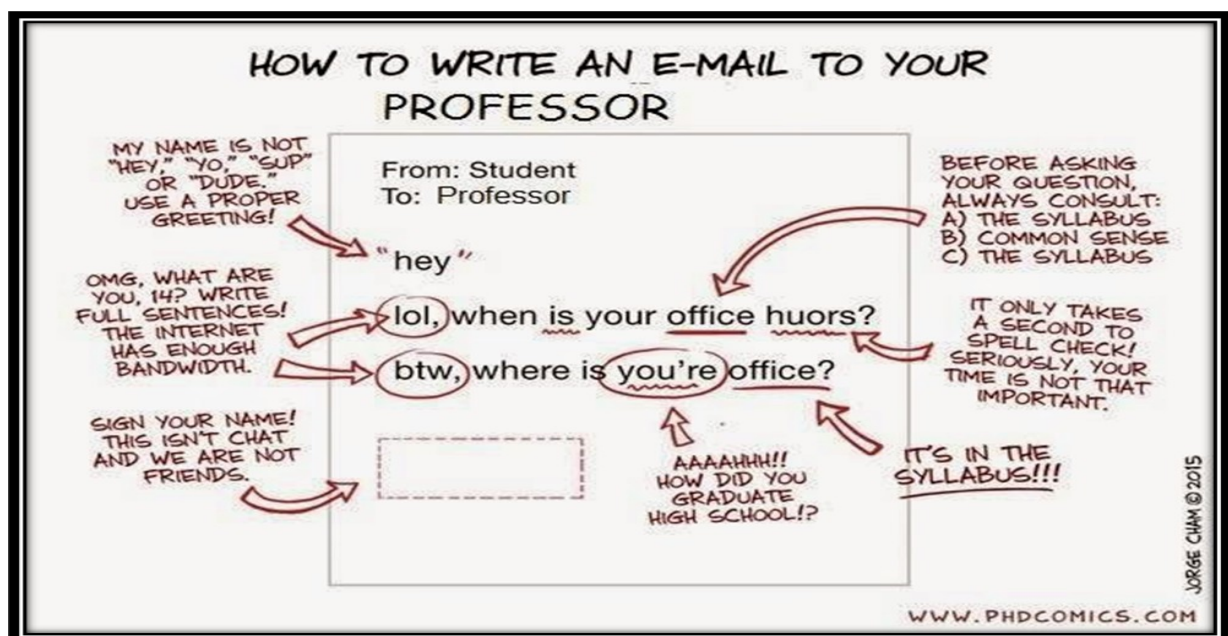 HOW TO WRITE AN E-MAIL TO YOUR
PROFESSOR
MY NAME IS NOT
"HEY," "YO," "SUP"
OR "DUDE."
USE A PROPER
GREETING!
From: Student
To: Professor
BEFORE ASKING
YOUR QUESTION,
ALWAYS CONSULT:
A) THE SYLLABUS
B) COMMON SENSE
C) THE SYLLABUS
"hey"
OMG, WHAT ARE
YOU, 14? WRITE
FULL SENTENCES!
THE INTERNET
HAS ENOUGH
BANDWIDTH.
lol, when is your office huors?
btw, where is you're office?
IT ONLY TAKES
A SECOND TO
SPELL CHECK!
SERIOUSLY, YOUR
TIME IS NOT THAT
IMPORTANT.
SIGN YOUR NAME!
THIS ISN'T CHAT
AND WE ARE NOT
FRIENDS.
AAAAHHH!!
HOW DID YOU
GRADUATE
HIGH SCHOOL!?
IT'S IN THE
SYLLABUS!!!
JORGE CHAM © 2015
WWW.PHDCOMICS.COM